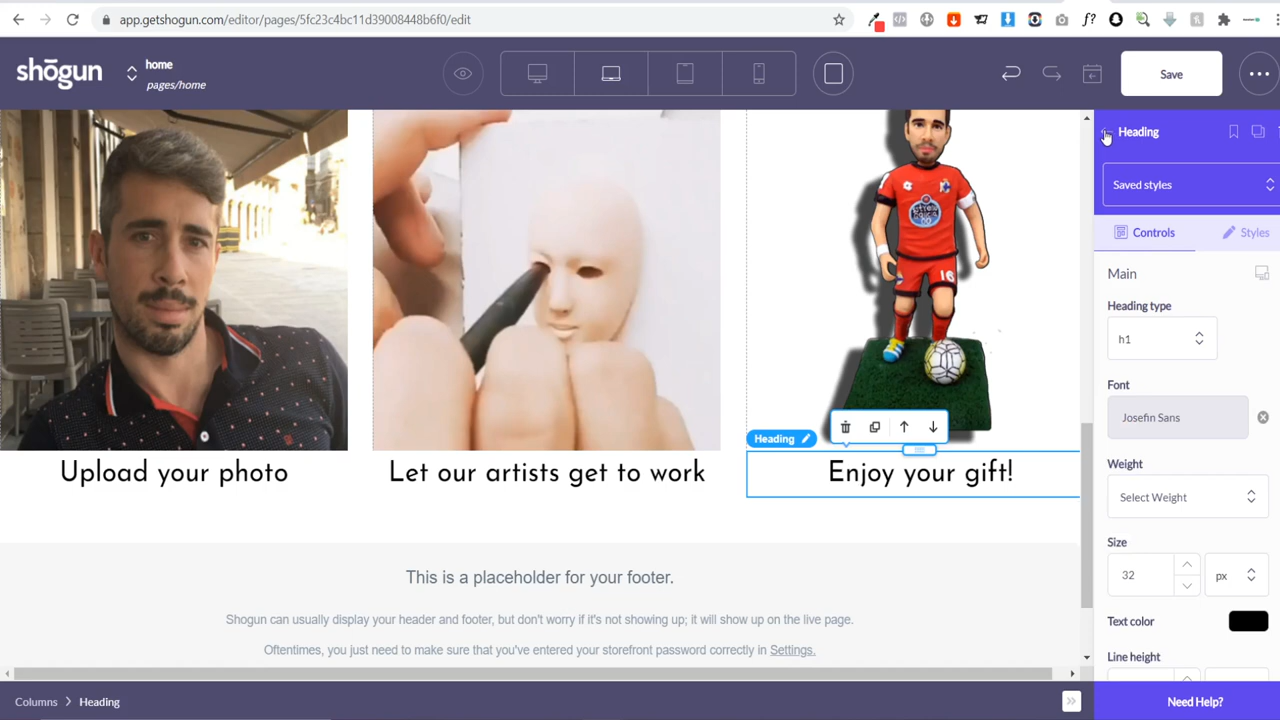 app.getshogun.com/editor/pages/5fc23c4bc11d39008448b6f0/edit
shōgun
home
pages/home
Save
Heading
Saved styles
Controls
Styles
Main
Heading type
h1
Font
Josefin Sans
Weight
Select Weight
Size
32
px
Text color
Line height
16
Heading
Upload your photo
Let our artists get to work
Enjoy your gift!
This is a placeholder for your footer.
Shogun can usually display your header and footer, but don't worry if it's not showing up; it will show up on the live page.
Oftentimes, you just need to make sure that you've entered your storefront password correctly in Settings.
Columns > Heading
Need Help?